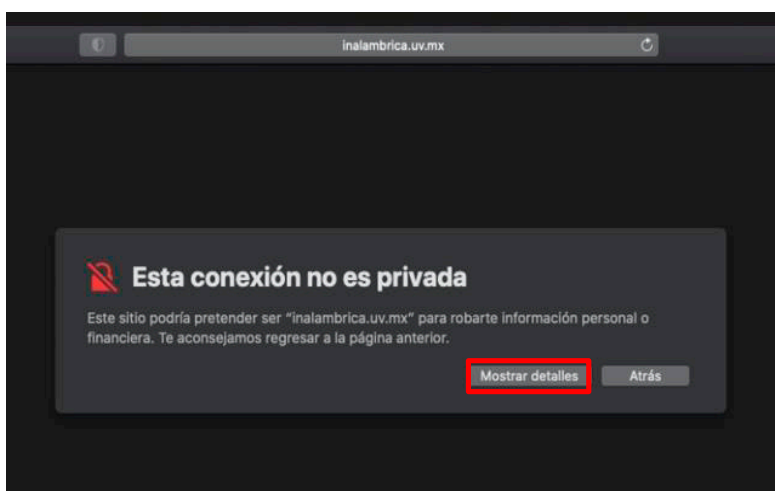 inalambrica.uv.mx
Esta conexión no es privada
Este sitio podría pretender ser "inalambrica.uv.mx" para robarte información personal o
financiera. Te aconsejamos regresar a la página anterior.
Mostrar detalles
Atrás